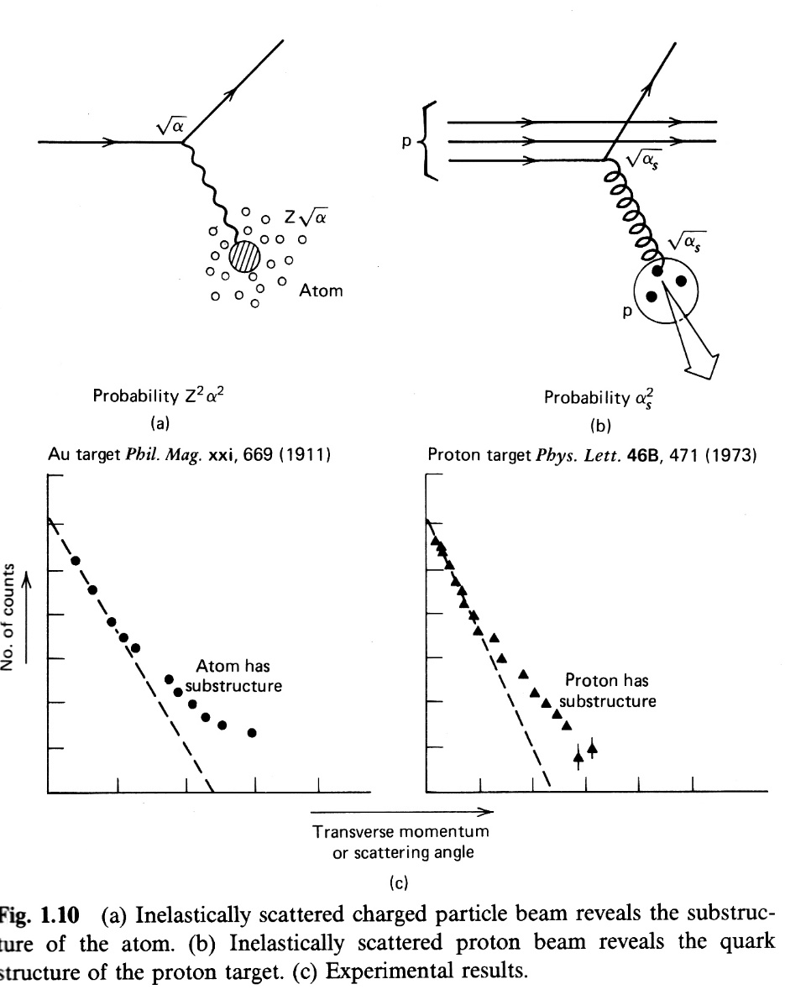 √α
Z√α
Atom
Probability Z²α²
(a)
p
√αₛ
√αₛ
p
Probability αₛ²
(b)
Au target Phil. Mag. xxi, 669 (1911)
No. of counts
Atom has
substructure
Proton target Phys. Lett. 46B, 471 (1973)
Proton has
substructure
Transverse momentum
or scattering angle
(c)
Fig. 1.10 (a) Inelastically scattered charged particle beam reveals the substruc-
ture of the atom. (b) Inelastically scattered proton beam reveals the quark
structure of the proton target. (c) Experimental results.